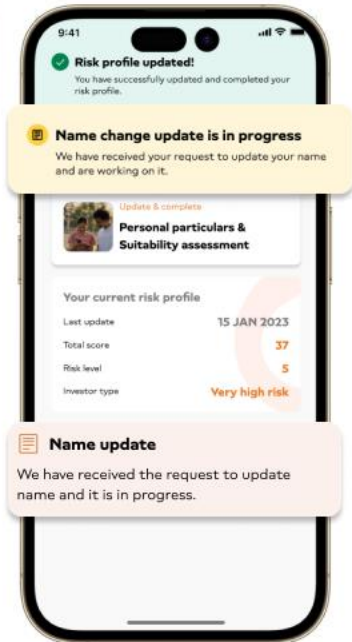 9:41
Risk profile updated!
You have successfully updated and completed your
risk profile.
Name change update is in progress
We have received your request to update your name
and are working on it.
Update & complete
Personal particulars &
Suitability assessment
Your current risk profile
Last update 15 JAN 2023
Total score 37
Risk level 5
Investor type Very high risk
Name update
We have received the request to update
name and it is in progress.